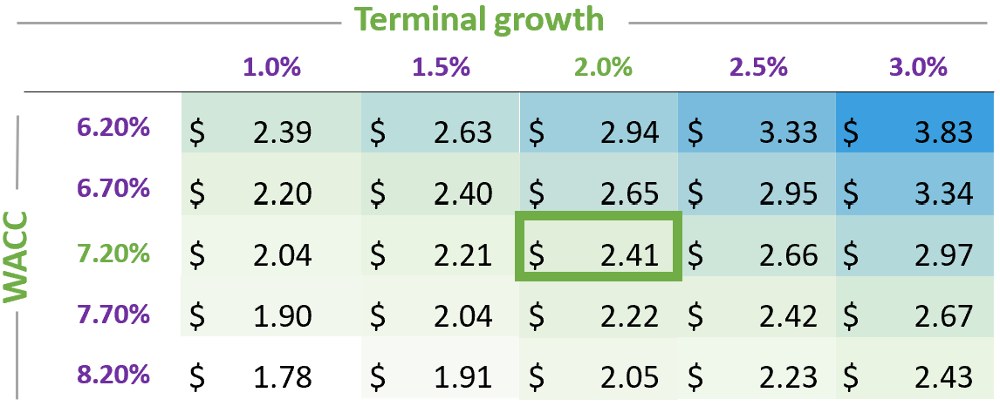 Terminal growth
1.0% 1.5% 2.0% 2.5% 3.0%
WACC
6.20% $ 2.39 $ 2.63 $ 2.94 $ 3.33 $ 3.83
6.70% $ 2.20 $ 2.40 $ 2.65 $ 2.95 $ 3.34
7.20% $ 2.04 $ 2.21 $ 2.41 $ 2.66 $ 2.97
7.70% $ 1.90 $ 2.04 $ 2.22 $ 2.42 $ 2.67
8.20% $ 1.78 $ 1.91 $ 2.05 $ 2.23 $ 2.43